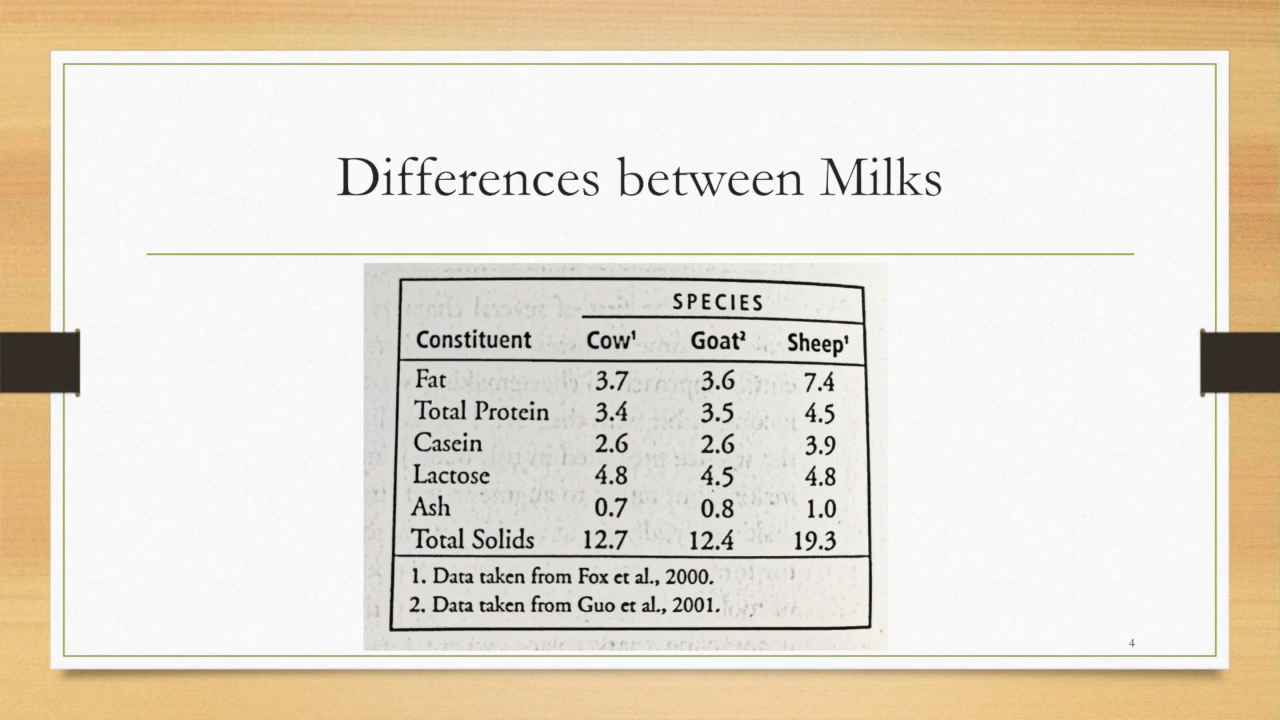 Differences between Milks
SPECIES
Constituent Cow¹ Goat² Sheep¹
Fat 3.7 3.6 7.4
Total Protein 3.4 3.5 4.5
Casein 2.6 2.6 3.9
Lactose 4.8 4.5 4.8
Ash 0.7 0.8 1.0
Total Solids 12.7 12.4 19.3
1. Data taken from Fox et al., 2000.
2. Data taken from Guo et al., 2001.
4